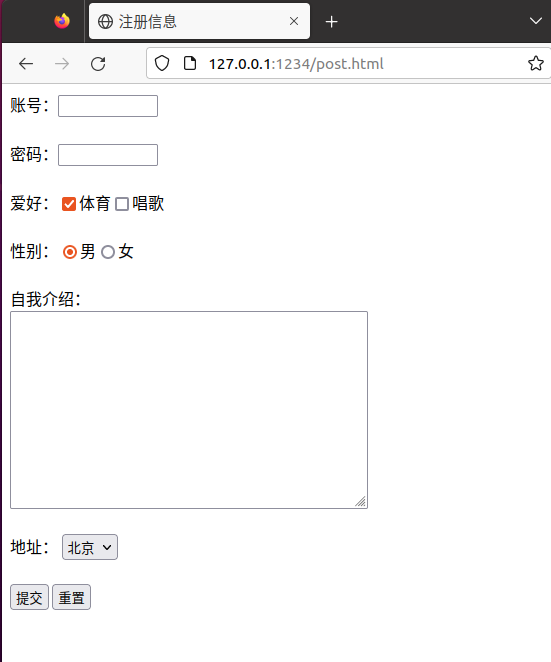 注册信息
127.0.0.1:1234/post.html
账号：
密码：
爱好： 体育 唱歌
性别： 男 女
自我介绍：
地址： 北京
提交 重置